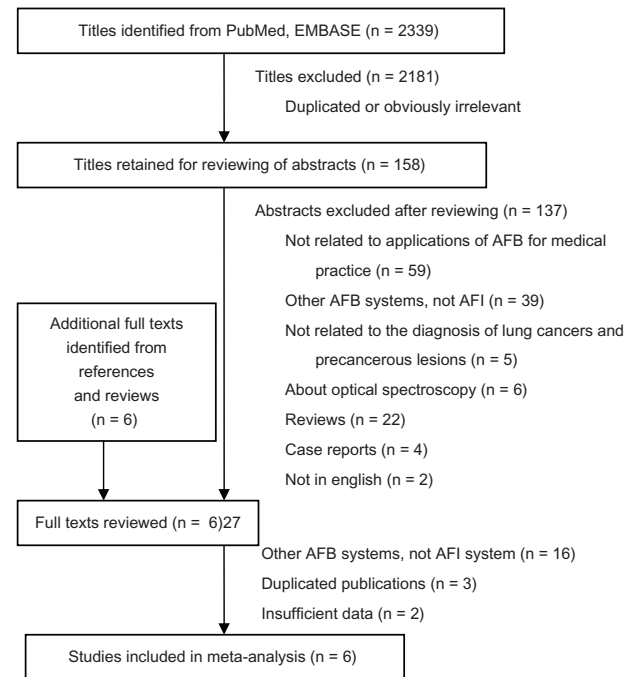 Titles identified from PubMed, EMBASE (n = 2339)
Titles excluded (n = 2181)
Duplicated or obviously irrelevant
Titles retained for reviewing of abstracts (n = 158)
Abstracts excluded after reviewing (n = 137)
Not related to applications of AFB for medical
practice (n = 59)
Other AFB systems, not AFI (n = 39)
Not related to the diagnosis of lung cancers and
precancerous lesions (n = 5)
About optical spectroscopy (n = 6)
Reviews (n = 22)
Case reports (n = 4)
Not in english (n = 2)
Additional full texts
identified from
references
and reviews
(n = 6)
Full texts reviewed (n = 6)27
Other AFB systems, not AFI system (n = 16)
Duplicated publications (n = 3)
Insufficient data (n = 2)
Studies included in meta-analysis (n = 6)